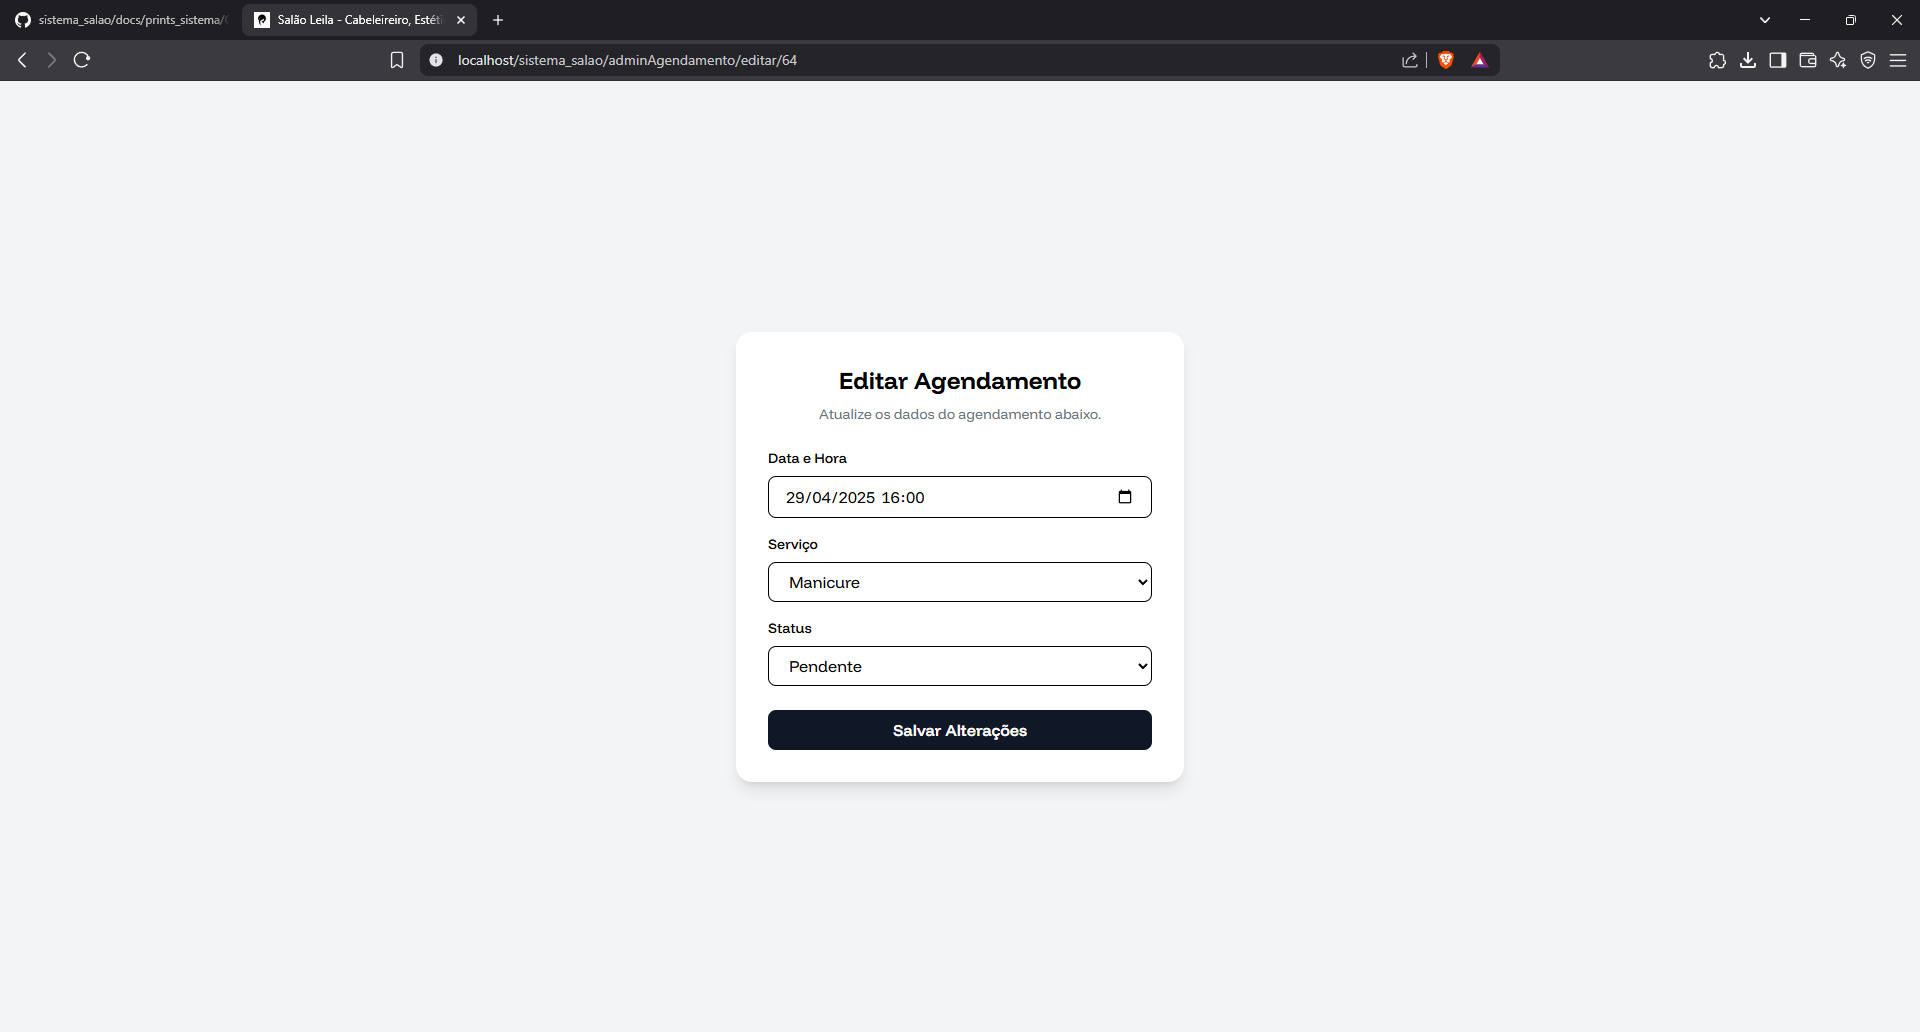 sistema_salao/docs/prints_sistema/
Salão Leila - Cabeleireiro, Estéti
localhost/sistema_salao/adminAgendamento/editar/64
Editar Agendamento
Atualize os dados do agendamento abaixo.
Data e Hora
29/04/2025 16:00
Serviço
Manicure
Status
Pendente
Salvar Alterações